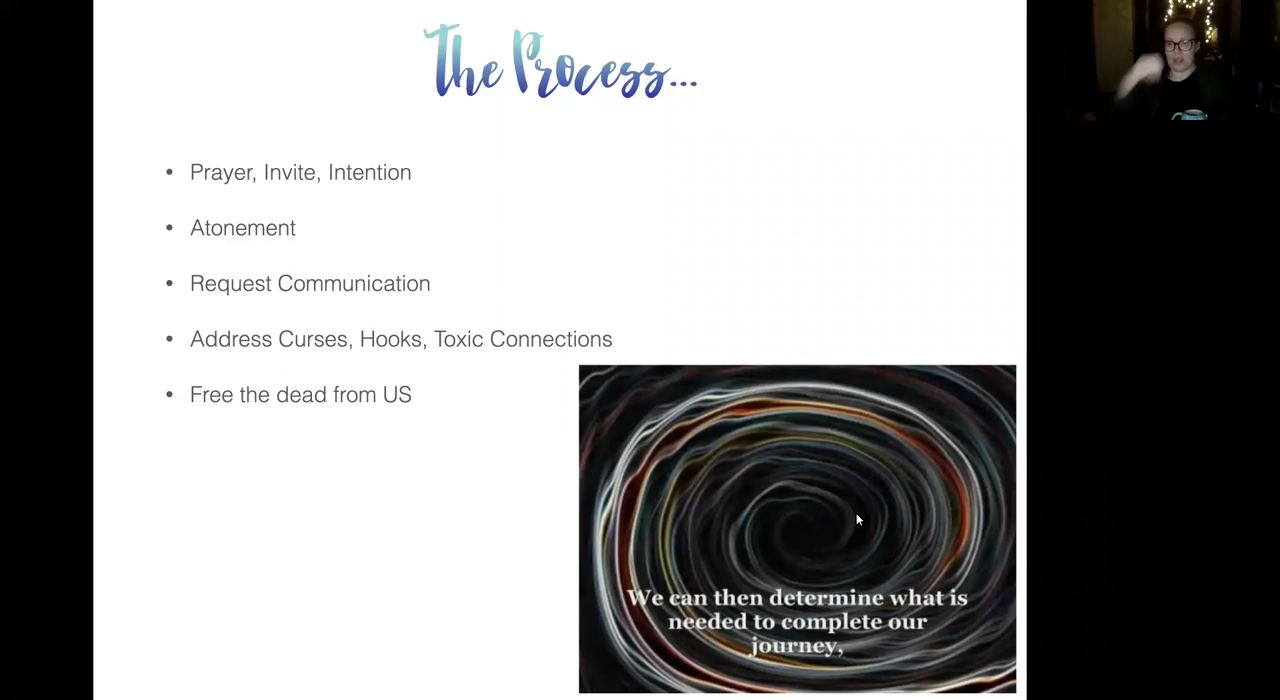 The Process...
• Prayer, Invite, Intention
• Atonement
• Request Communication
• Address Curses, Hooks, Toxic Connections
• Free the dead from US
We can then determine what is
needed to complete our
journey,